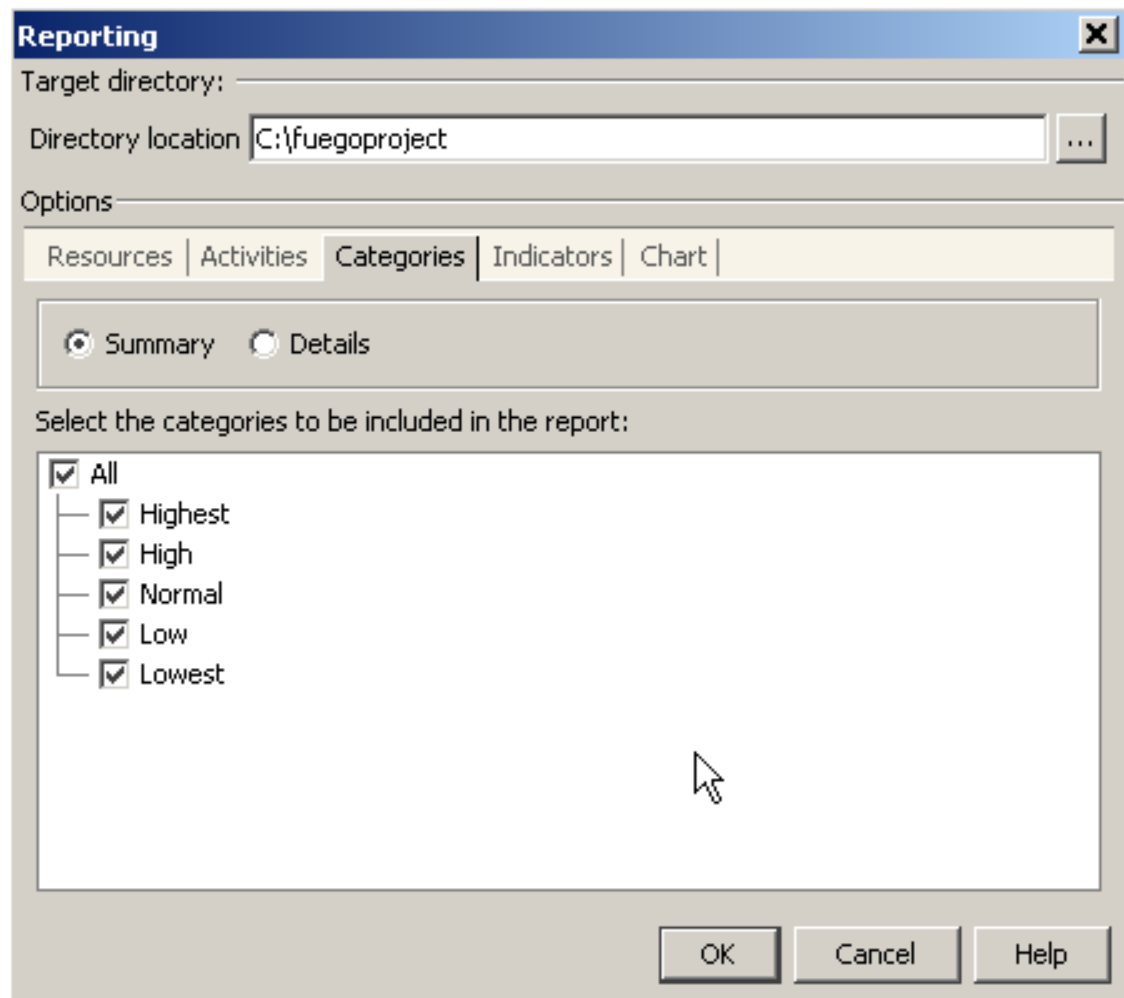 Reporting
Target directory:
Directory location C:\fuegoproject ...
Options
Resources Activities Categories Indicators Chart
Summary Details
Select the categories to be included in the report:
All
Highest
High
Normal
Low
Lowest
OK Cancel Help